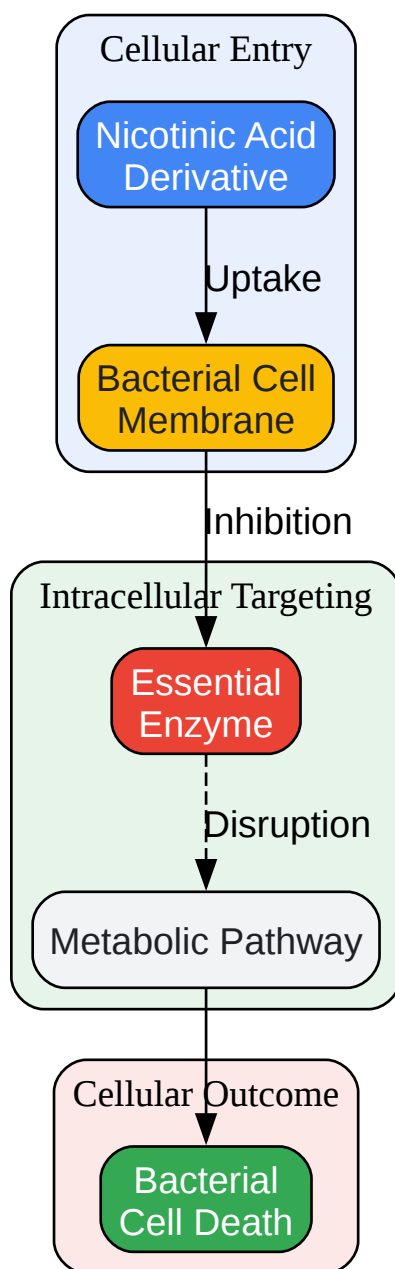 Cellular Entry
Nicotinic Acid
Derivative
Uptake
Bacterial Cell
Membrane
Inhibition
Intracellular Targeting
Essential
Enzyme
Disruption
Metabolic Pathway
Cellular Outcome
Bacterial
Cell Death